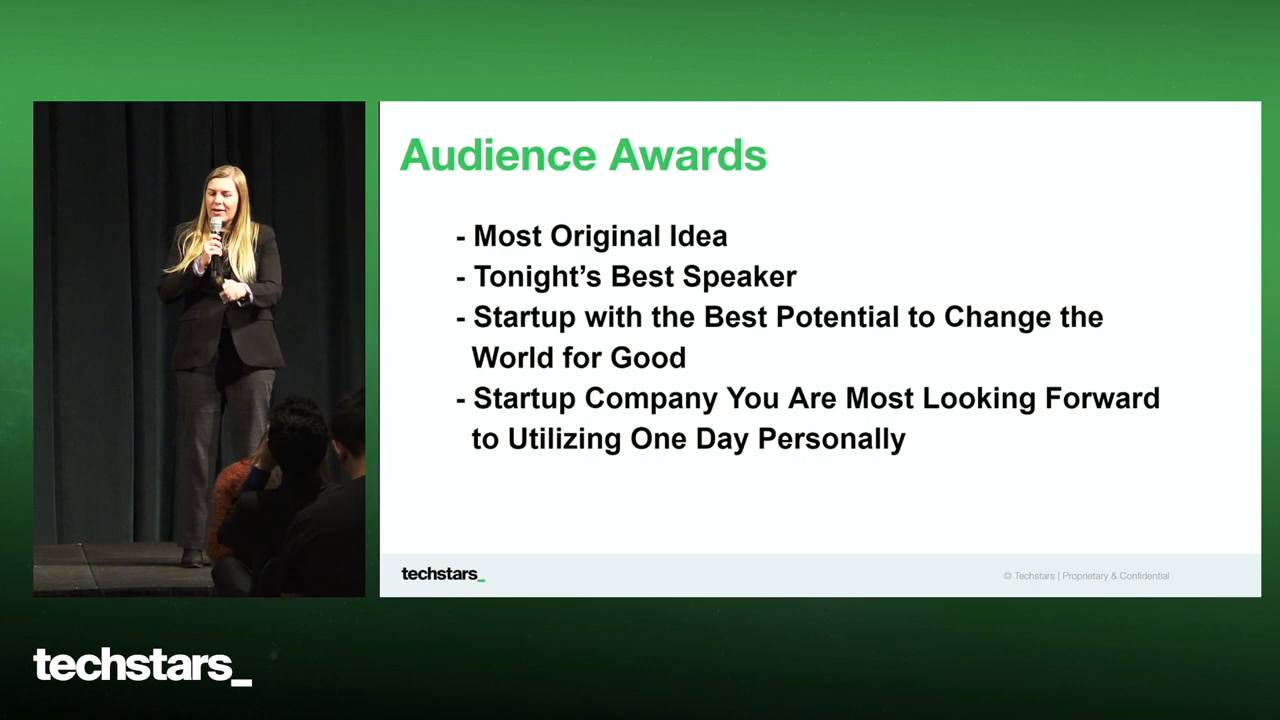 Audience Awards
- Most Original Idea
- Tonight’s Best Speaker
- Startup with the Best Potential to Change the
World for Good
- Startup Company You Are Most Looking Forward
to Utilizing One Day Personally
techstars_
© Techstars | Proprietary & Confidential
techstars_